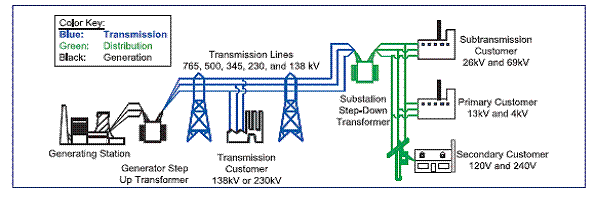 Color Key:
Blue: Transmission
Green: Distribution
Black: Generation
Transmission Lines
765, 500, 345, 230, and 138 kV
Subtransmission
Customer
26kV and 69kV
Substation
Step-Down
Transformer
Primary Customer
13kV and 4kV
Generating Station
Generator Step
Up Transformer
Transmission
Customer
138kV or 230kV
Secondary Customer
120V and 240V